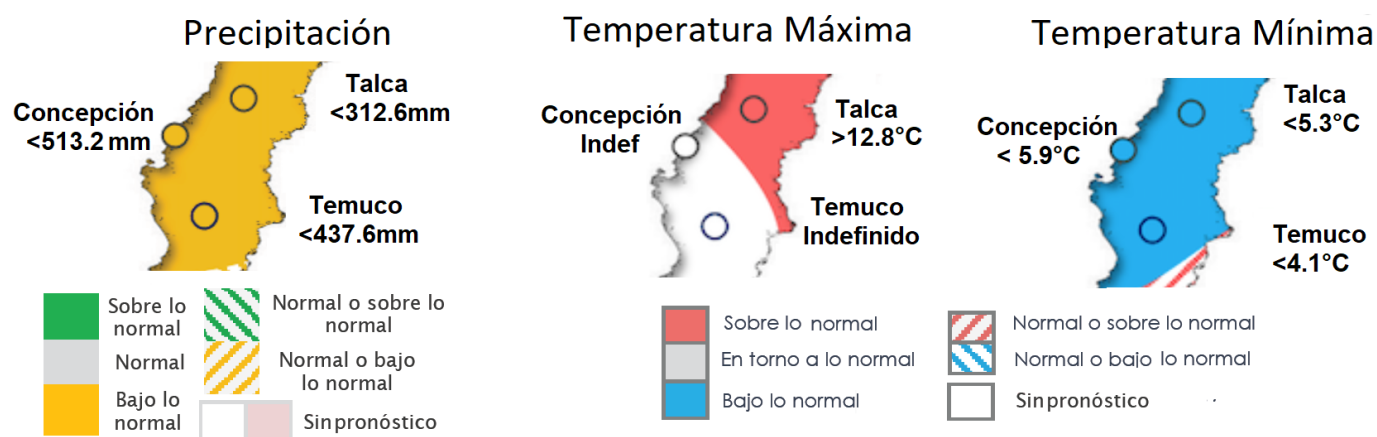 Precipitación
Talca
<312.6mm
Concepción
<513.2 mm
Temuco
<437.6mm
Sobre lo
normal
Normal
Bajo lo
normal
Normal o sobre lo
normal
Normal o bajo
lo normal
Sin pronóstico
Temperatura Máxima
Concepción
Indef
Talca
>12.8°C
Temuco
Indefinido
Temperatura Mínima
Talca
<5.3°C
Concepción
< 5.9°C
Temuco
<4.1°C
Sobre lo normal
En torno a lo normal
Bajo lo normal
Normal o sobre lo normal
Normal o bajo lo normal
Sin pronóstico